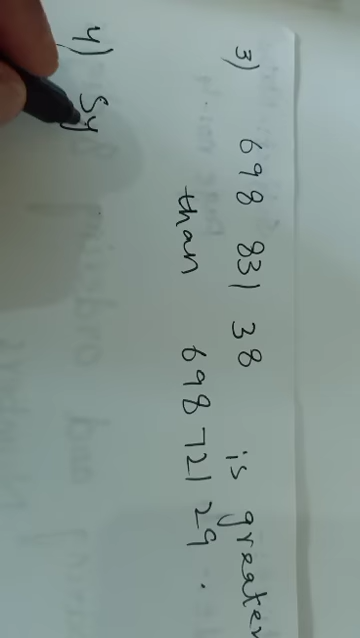 3) 698 831 38 is greater
than 698 721 29.
4) Sy